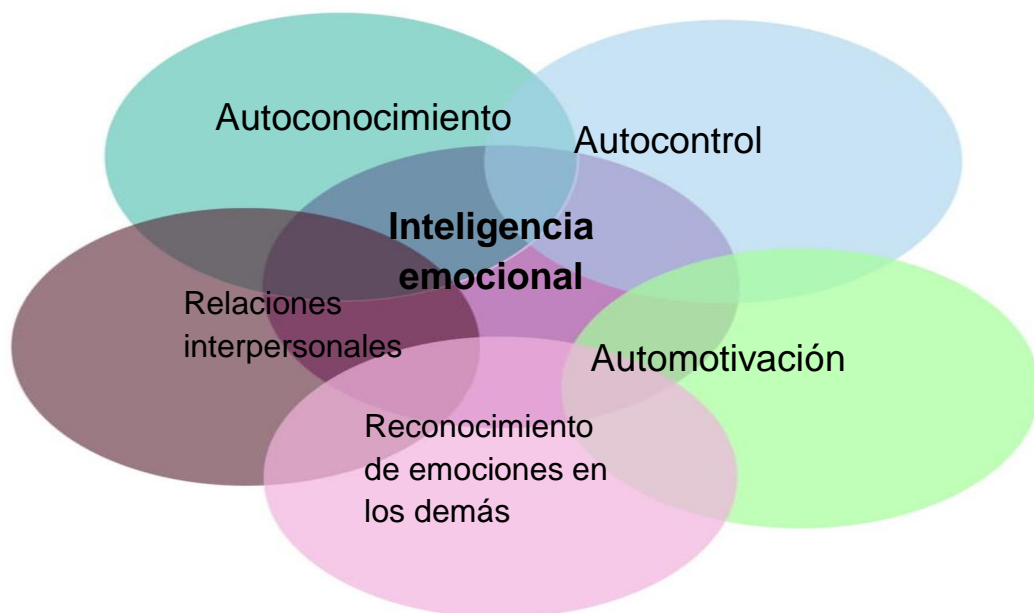 Autoconocimiento
Autocontrol
Inteligencia
emocional
Relaciones
interpersonales
Automotivación
Reconocimiento
de emociones en
los demás